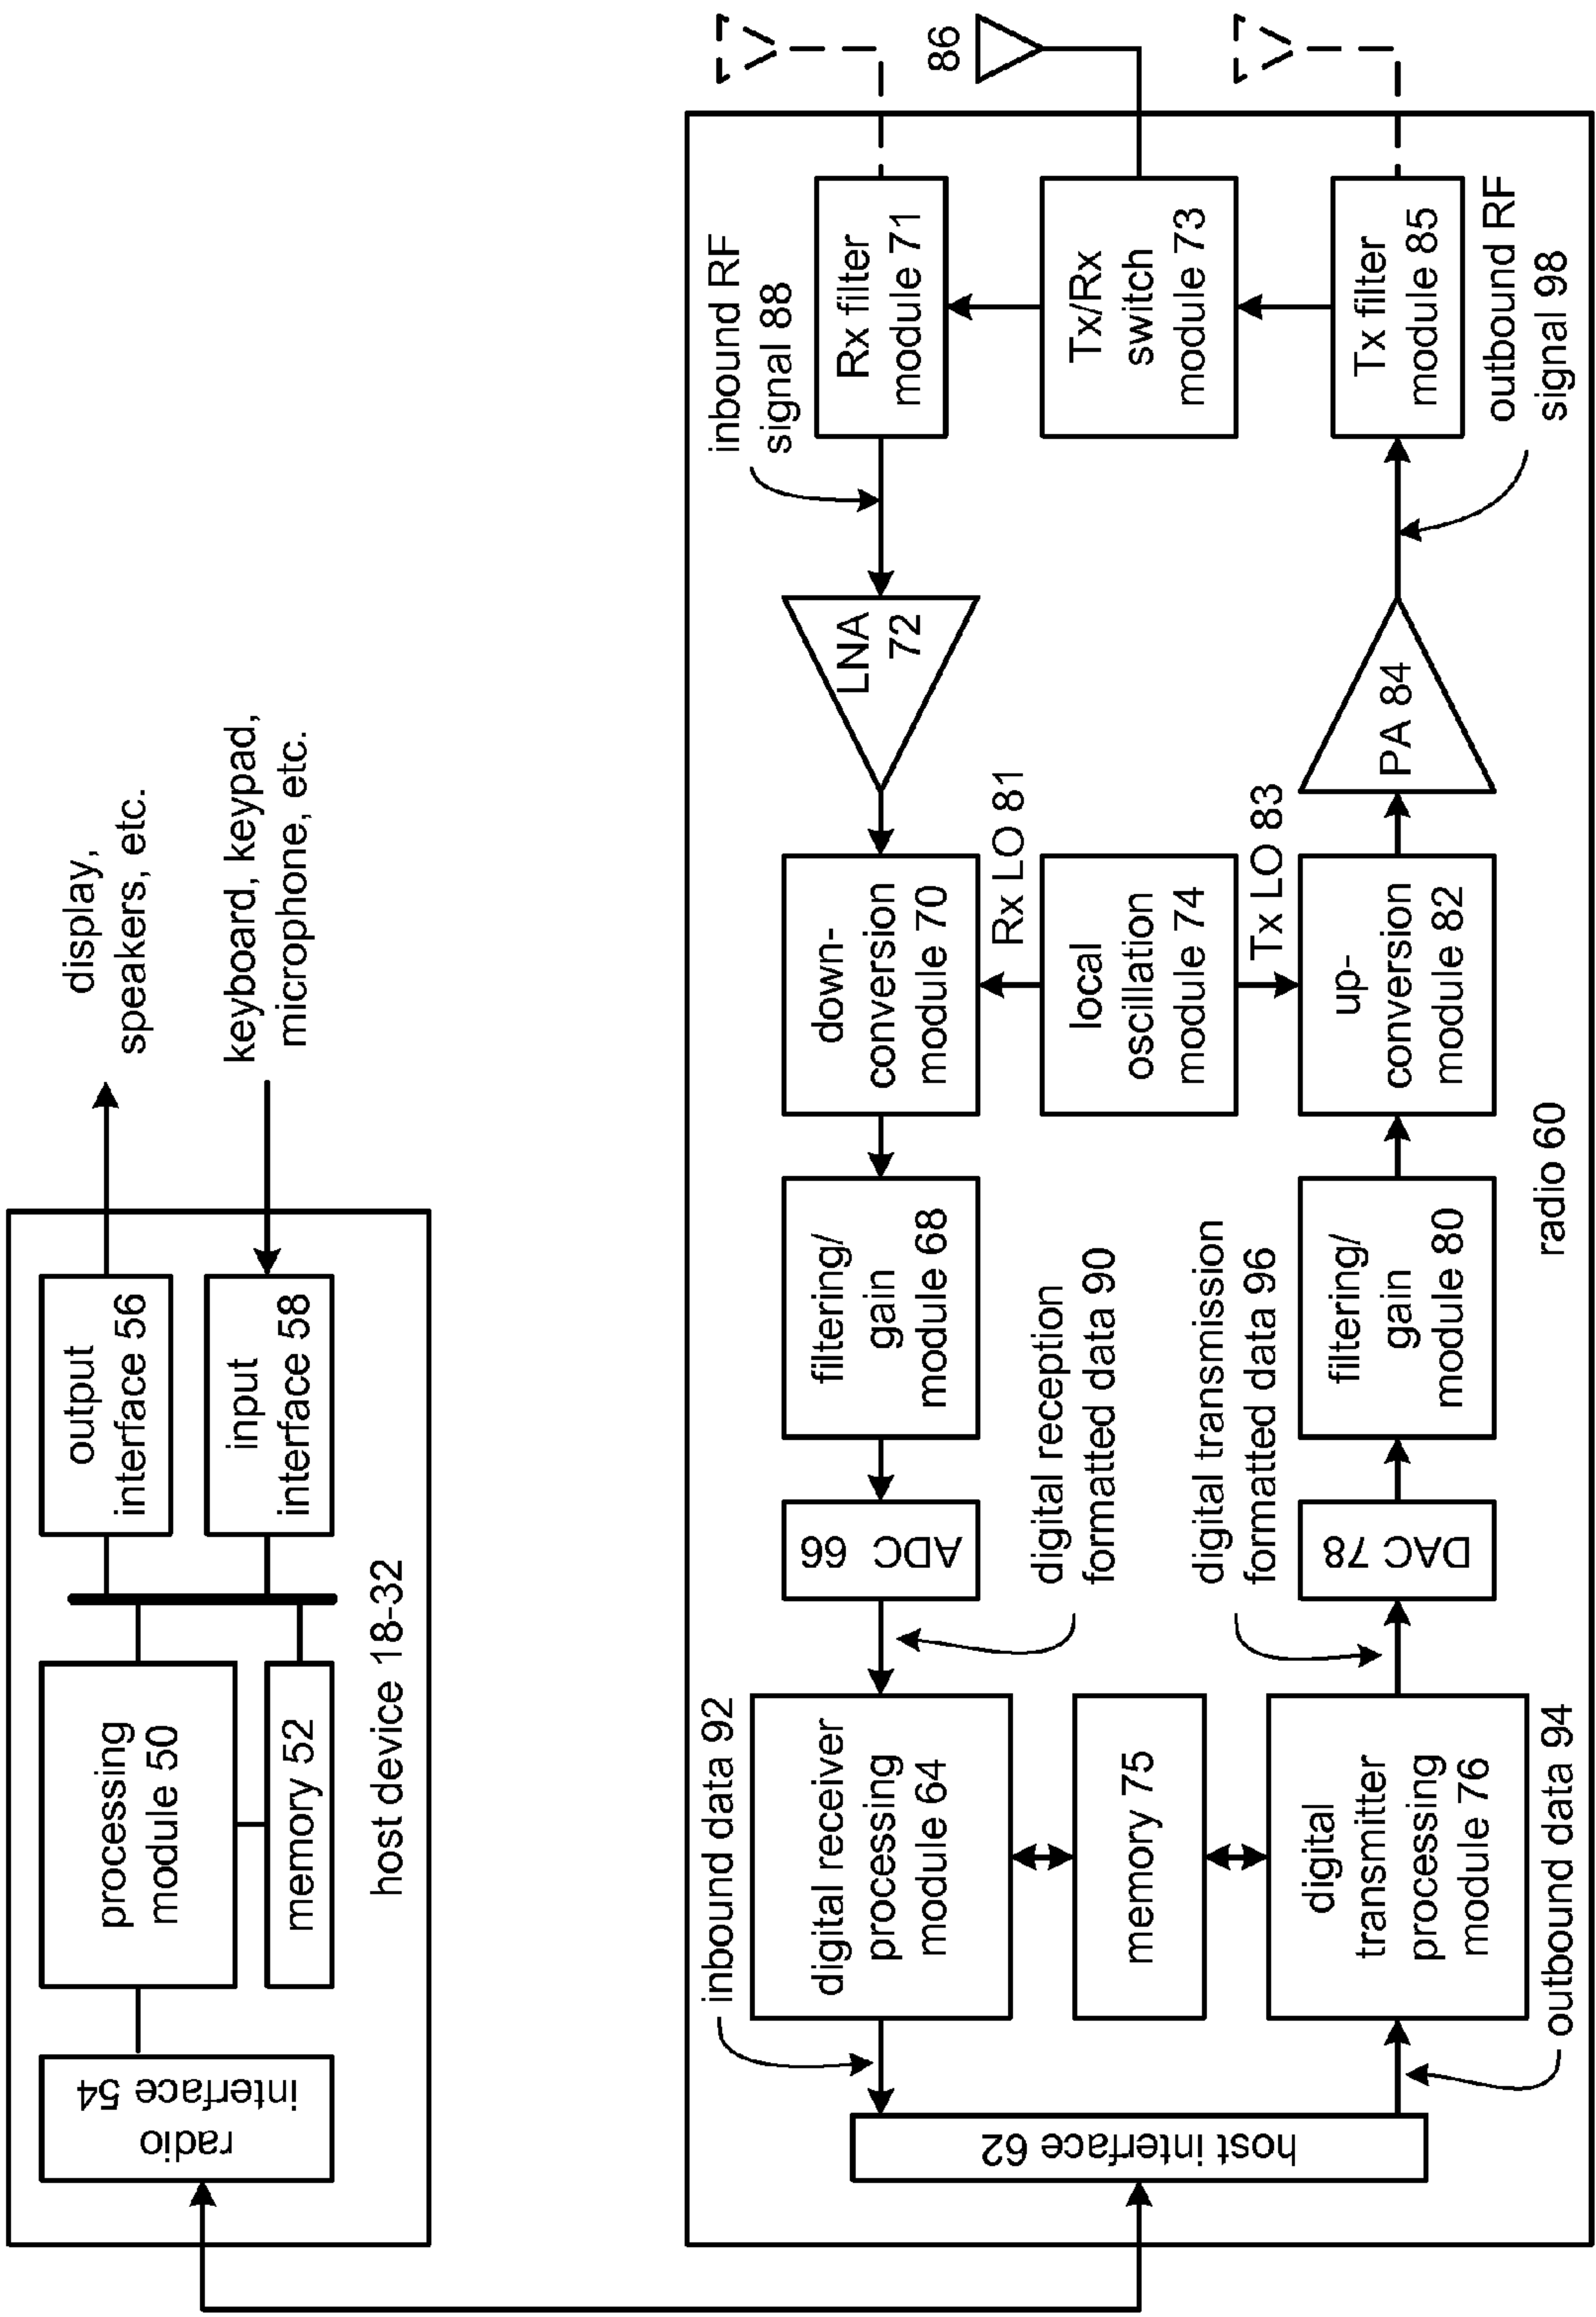 radio
interface 54
processing
module 50
memory 52
output
interface 56
input
interface 58
display,
speakers, etc.
keyboard, keypad,
microphone, etc.
host device 18-32
inbound data 92
digital receiver
processing
module 64
ADC 66
filtering/
gain
module 68
down-
conversion
module 70
LNA
72
inbound RF
signal 88
Rx filter
module 71
86
host interface 62
memory 75
digital reception
formatted data 90
Rx LO 81
local
oscillation
module 74
Tx LO 83
Tx/Rx
switch
module 73
digital transmission
formatted data 96
digital
transmitter
processing
module 76
DAC 78
filtering/
gain
module 80
up-
conversion
module 82
PA 84
Tx filter
module 85
outbound data 94
radio 60
outbound RF
signal 98